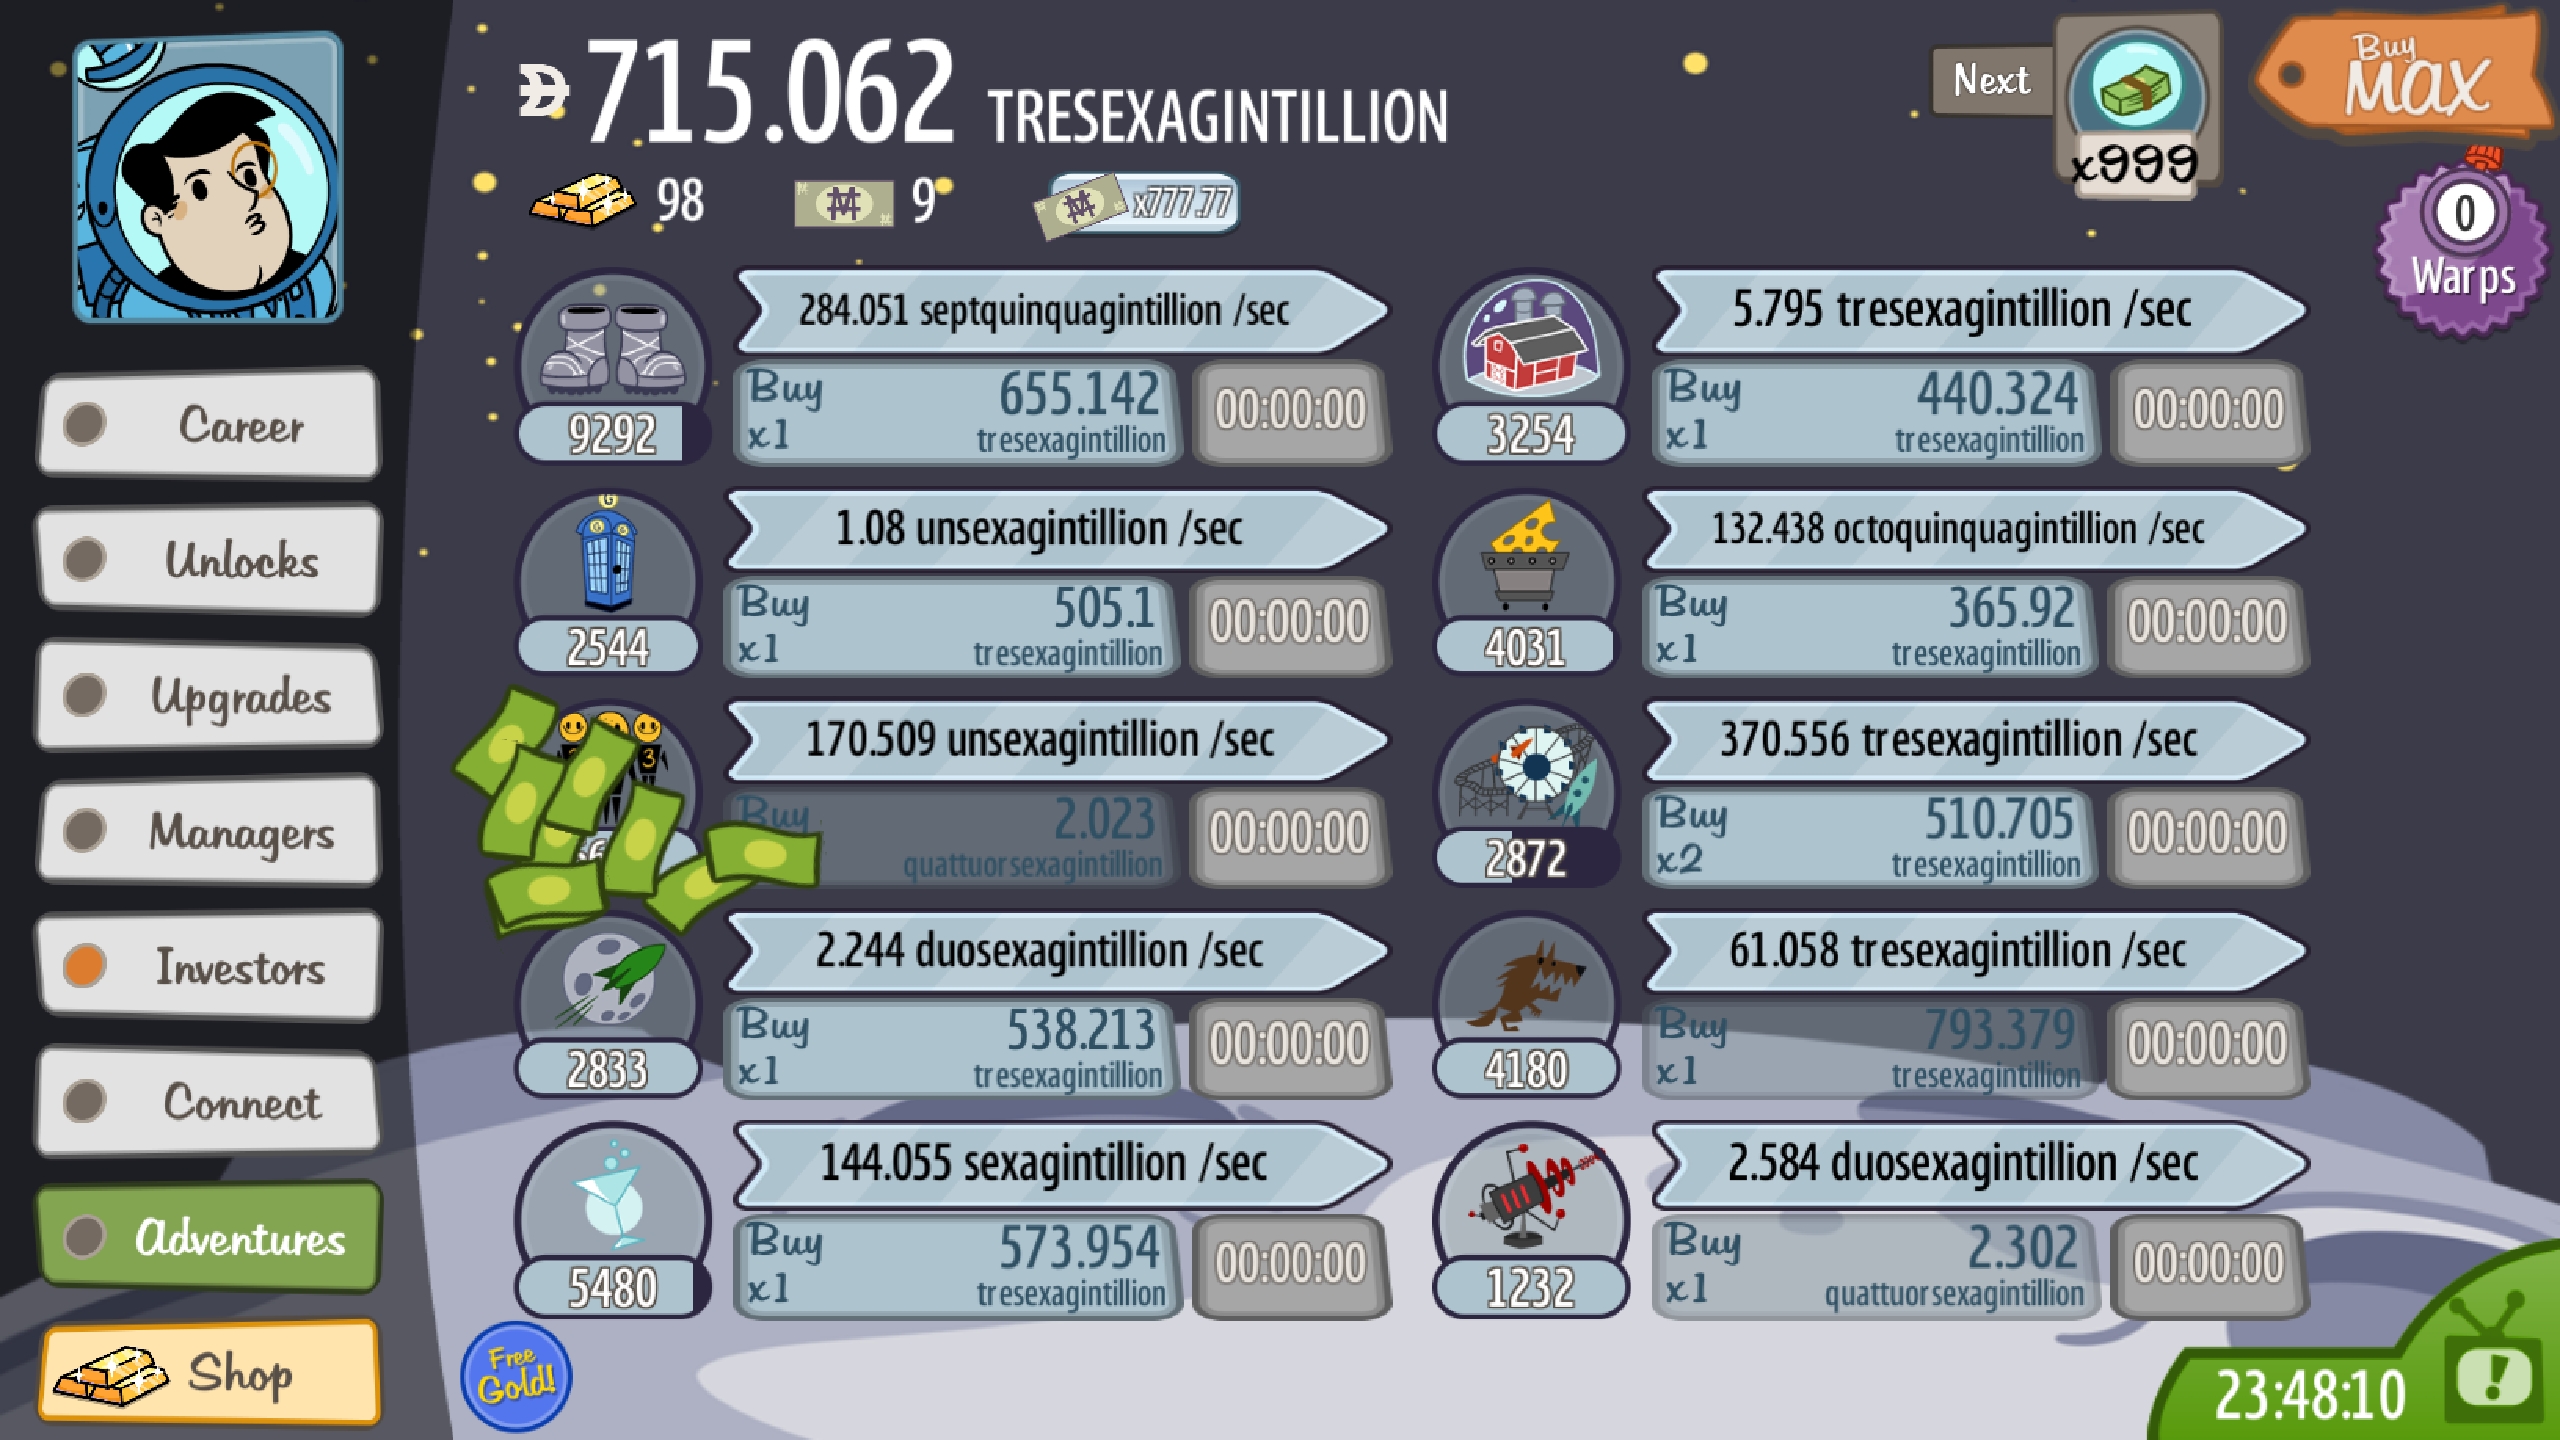 715.062 TRESEXAGINTILLION
Next
x999
Buy
MAX
98
9
x777.77
0
Warps
Career
Unlocks
Upgrades
Managers
Investors
Connect
Adventures
Shop
284.051 septquinquagintillion /sec
Buy
x1
655.142
tresexagintillion
00:00:00
9292
5.795 tresexagintillion /sec
Buy
x1
440.324
tresexagintillion
00:00:00
3254
G
1.08 unsexagintillion /sec
Buy
x1
505.1
tresexagintillion
00:00:00
2544
132.438 octoquinquagintillion /sec
Buy
x1
365.92
tresexagintillion
00:00:00
4031
3
170.509 unsexagintillion /sec
Buy
2.023
quattuorsexagintillion
00:00:00
370.556 tresexagintillion /sec
Buy
x2
510.705
tresexagintillion
00:00:00
2872
2.244 duosexagintillion /sec
Buy
x1
538.213
tresexagintillion
00:00:00
2833
61.058 tresexagintillion /sec
Buy
x1
793.379
tresexagintillion
00:00:00
4180
144.055 sexagintillion /sec
Buy
x1
573.954
tresexagintillion
00:00:00
5480
2.584 duosexagintillion /sec
Buy
x1
2.302
quattuorsexagintillion
00:00:00
1232
Free
Gold!
23:48:10
!